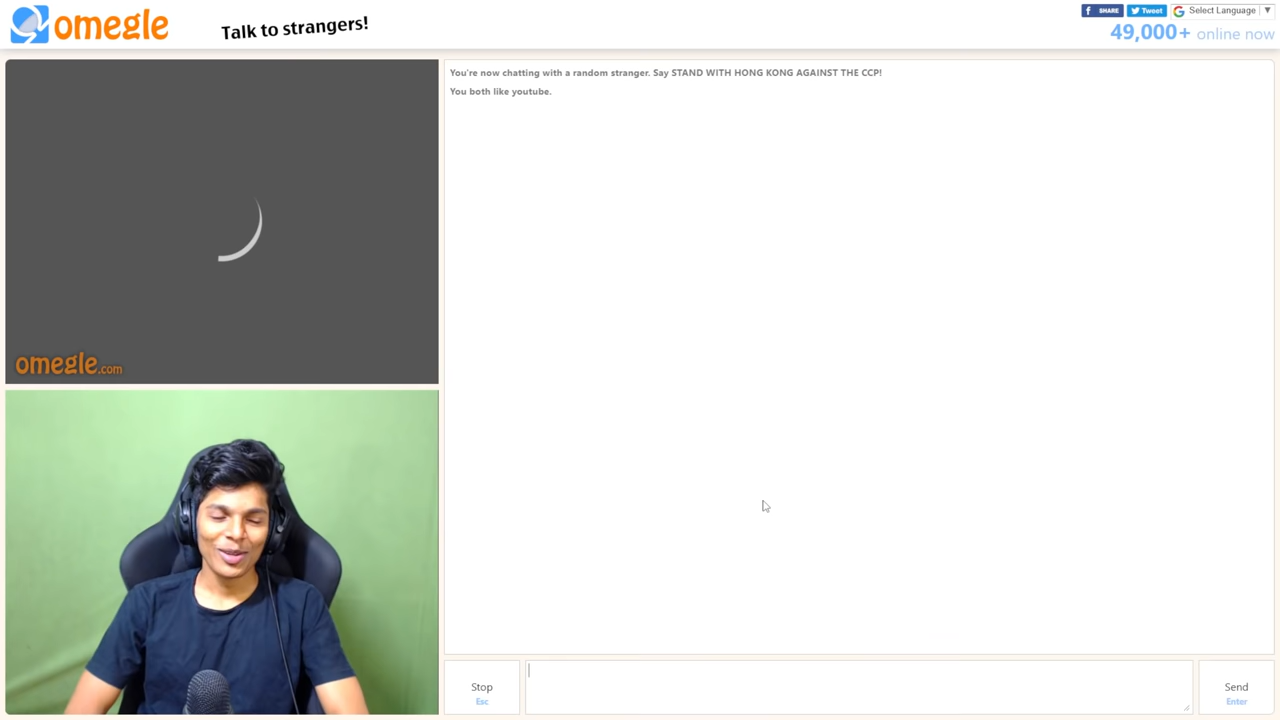 omegle
Talk to strangers!
f SHARE
Tweet
G Select Language ▼
49,000+ online now
You're now chatting with a random stranger. Say STAND WITH HONG KONG AGAINST THE CCP!
You both like youtube.
omegle.com
Stop
Esc
Send
Enter